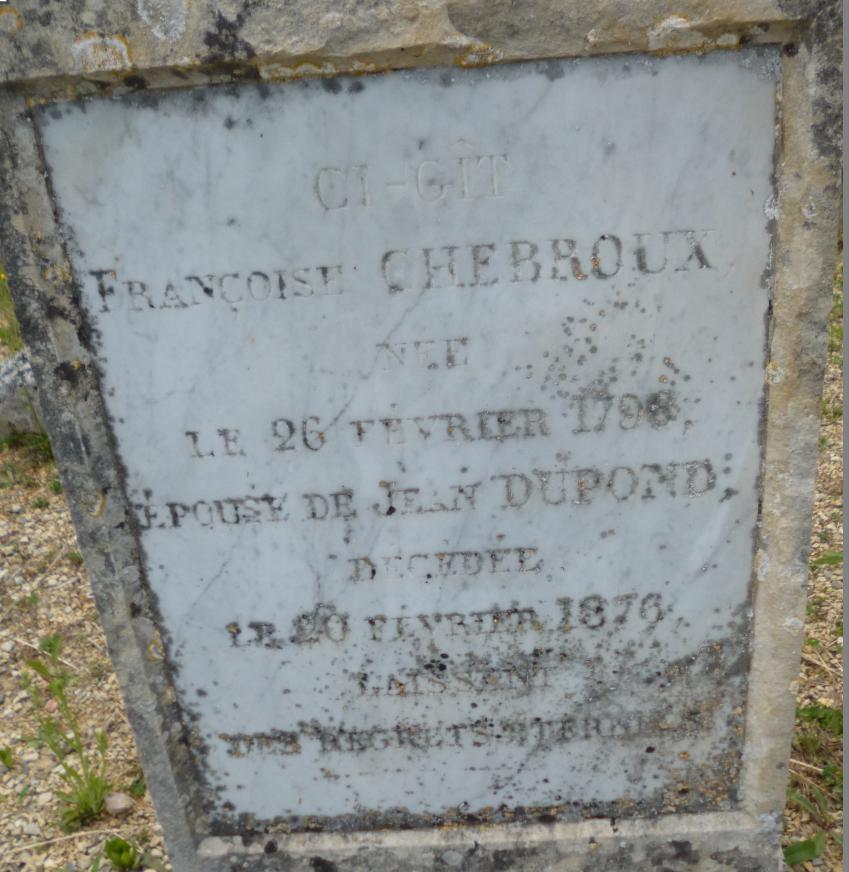 CI-GÎT
FRANÇOISE CHEBROUX
NÉE
LE 26 FÉVRIER 1798,
ÉPOUSE DE JEAN DUPOND,
DÉCÉDÉE
LE 20 FÉVRIER 1876,
LAISSANT
DES REGRETS ÉTERNELS